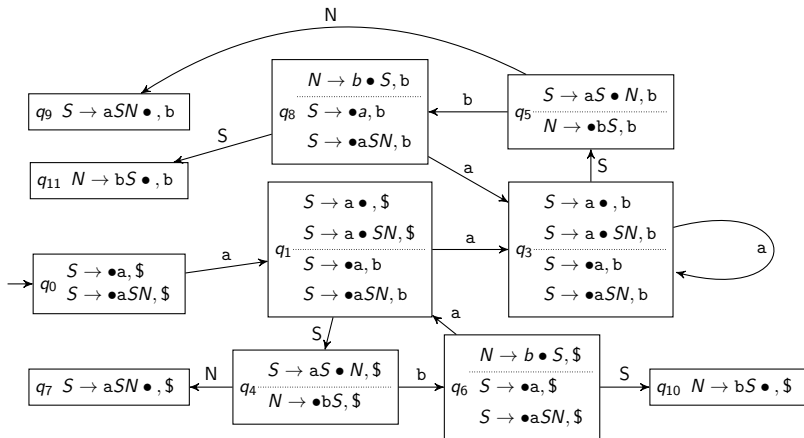 N
q9 S → aSN •, b
N → b • S, b
q8 S → •a, b
S → •aSN, b
b
S → aS • N, b
q5
N → •bS, b
S
q11 N → bS •, b
a
S
S → a •, $
S → a • SN, $
q1
S → •a, b
S → •aSN, b
a
S → a •, b
S → a • SN, b
q3
S → •a, b
S → •aSN, b
a
q0 S → •a, $
S → •aSN, $
a
S
a
q7 S → aSN •, $
N
S → aS • N, $
q4
N → •bS, $
b
N → b • S, $
q6 S → •a, $
S → •aSN, $
S
q10 N → bS •, $